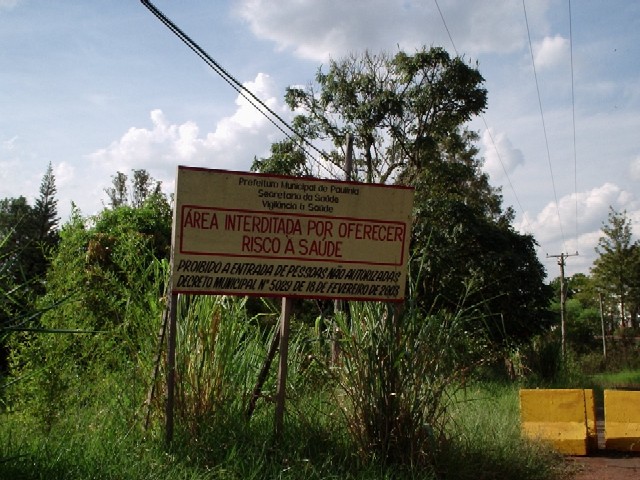 Prefeitura Municipal de Paulínia
Secretaria da Saúde
Vigilância à Saúde
ÁREA INTERDITADA POR OFERECER
RISCO À SAÚDE
PROIBIDO A ENTRADA DE PESSOAS NÃO AUTORIZADAS
DECRETO MUNICIPAL Nº 5029 DE 18 DE FEVEREIRO DE 2003